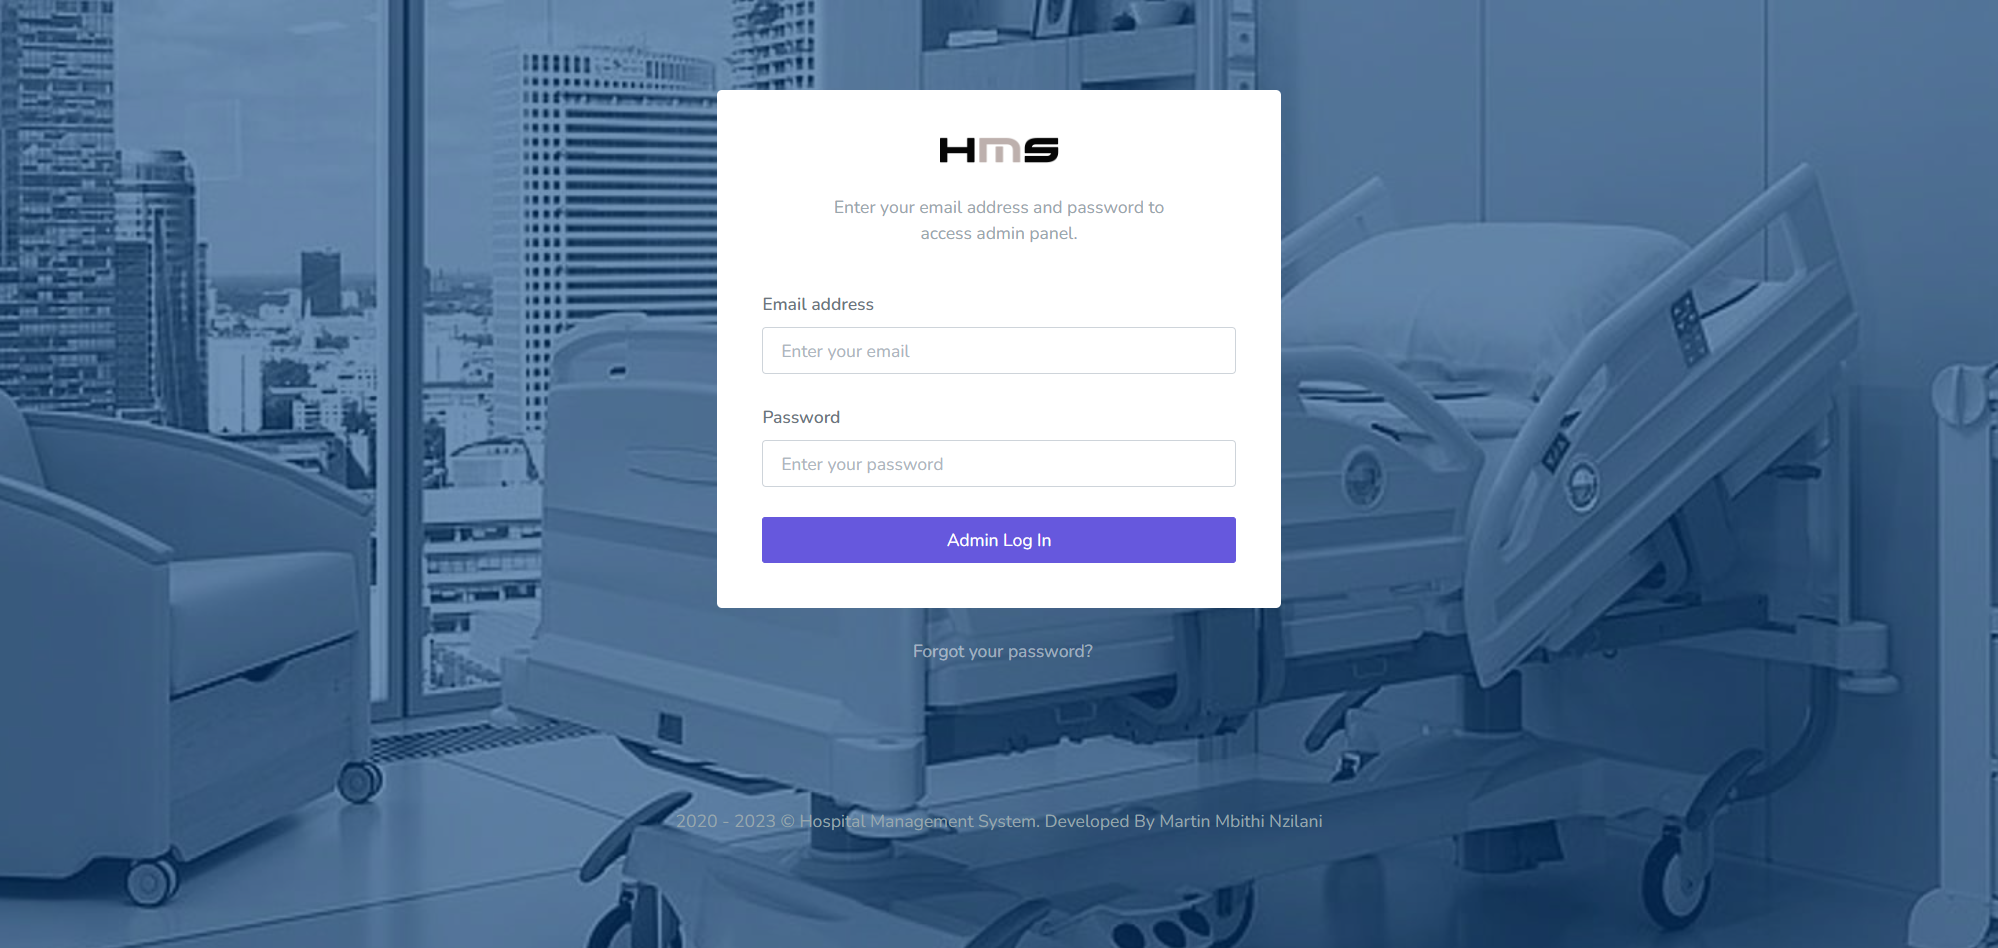 HMS
Enter your email address and password to
access admin panel.
Email address
Enter your email
Password
Enter your password
Admin Log In
Forgot your password?
2020 - 2023 © Hospital Management System. Developed By Martin Mbithi Nzilani